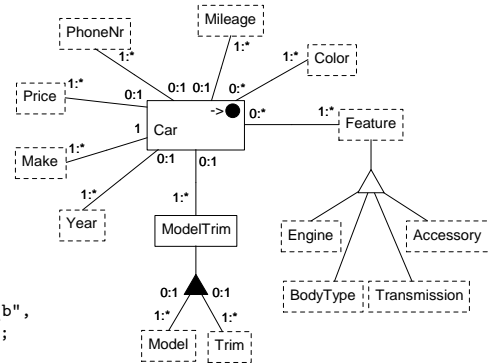 Mileage
PhoneNr
1:*
1:*
1:*
Color
Price
1:*
0:1
0:1
0:*
0:1
->
0:*
1:*
Feature
1
Car
Make
1:*
0:1
0:1
1:*
1:*
Year
ModelTrim
Engine
Accessory
0:1
0:1
BodyType
Transmission
b",
1:*
1:*
;
Model
Trim